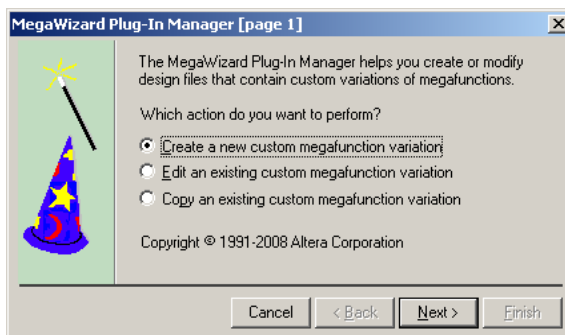 MegaWizard Plug-In Manager [page 1]
The MegaWizard Plug-In Manager helps you create or modify
design files that contain custom variations of megafunctions.
Which action do you want to perform?
Create a new custom megafunction variation
Edit an existing custom megafunction variation
Copy an existing custom megafunction variation
Copyright © 1991-2008 Altera Corporation
Cancel
< Back
Next >
Finish